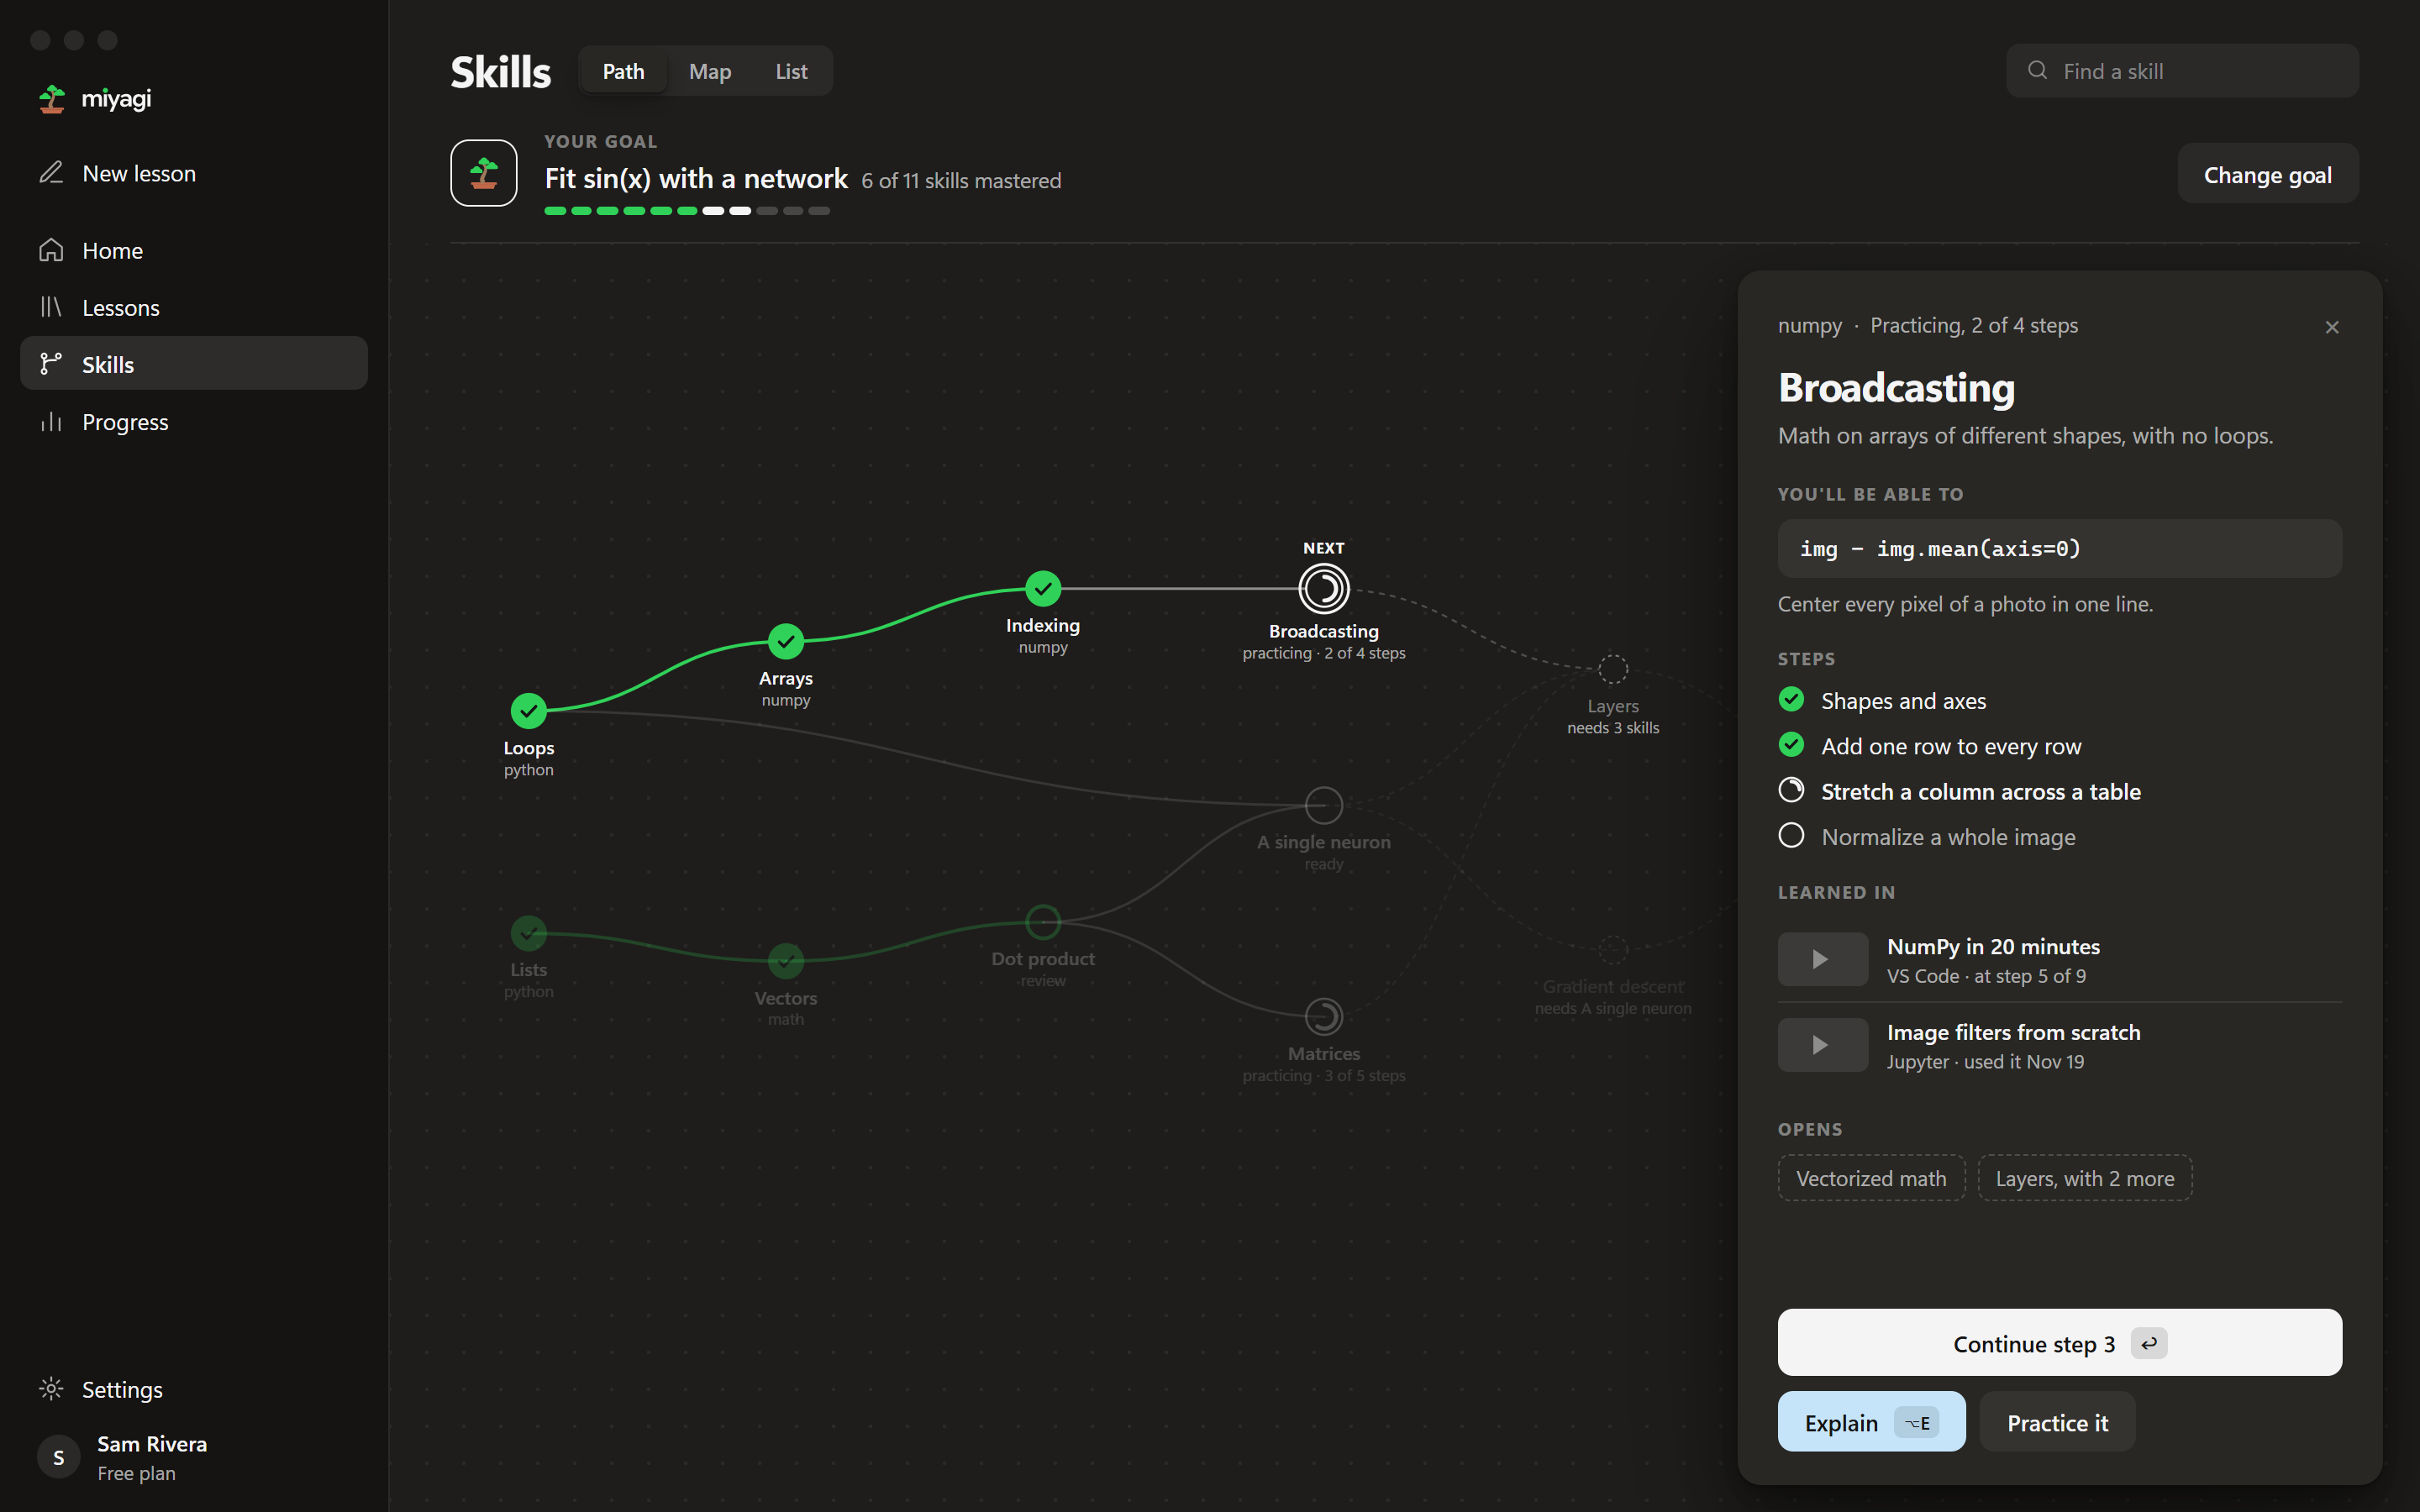 miyagi
New lesson
Home
Lessons
Skills
Progress
Settings
S
Sam Rivera
Free plan
Skills
Path
Map
List
Find a skill
YOUR GOAL
Fit sin(x) with a network 6 of 11 skills mastered
Change goal
NEXT
Loops
python
Arrays
numpy
Indexing
numpy
Broadcasting
practicing · 2 of 4 steps
Layers
needs 3 skills
A single neuron
ready
Lists
python
Vectors
math
Dot product
review
Matrices
practicing · 3 of 5 steps
Gradient descent
needs A single neuron
numpy · Practicing, 2 of 4 steps
Broadcasting
Math on arrays of different shapes, with no loops.
YOU'LL BE ABLE TO
img − img.mean(axis=0)
Center every pixel of a photo in one line.
STEPS
Shapes and axes
Add one row to every row
Stretch a column across a table
Normalize a whole image
LEARNED IN
NumPy in 20 minutes
VS Code · at step 5 of 9
Image filters from scratch
Jupyter · used it Nov 19
OPENS
Vectorized math
Layers, with 2 more
Continue step 3 ↩
Explain ⌥E
Practice it